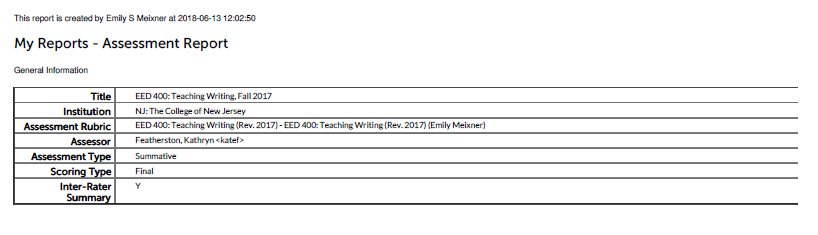 This report is created by Emily S Meixner at 2018-06-13 12:02:50
My Reports - Assessment Report
General Information
Title EED 400: Teaching Writing, Fall 2017
Institution NJ: The College of New Jersey
Assessment Rubric EED 400: Teaching Writing (Rev. 2017) - EED 400: Teaching Writing (Rev. 2017) (Emily Meixner)
Assessor Featherston, Kathryn <katef>
Assessment Type Summative
Scoring Type Final
Inter-Rater Y
Summary